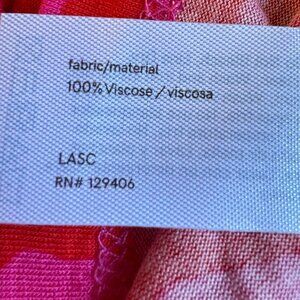 fabric/material
100% Viscose / viscosa
LASC
RN# 129406